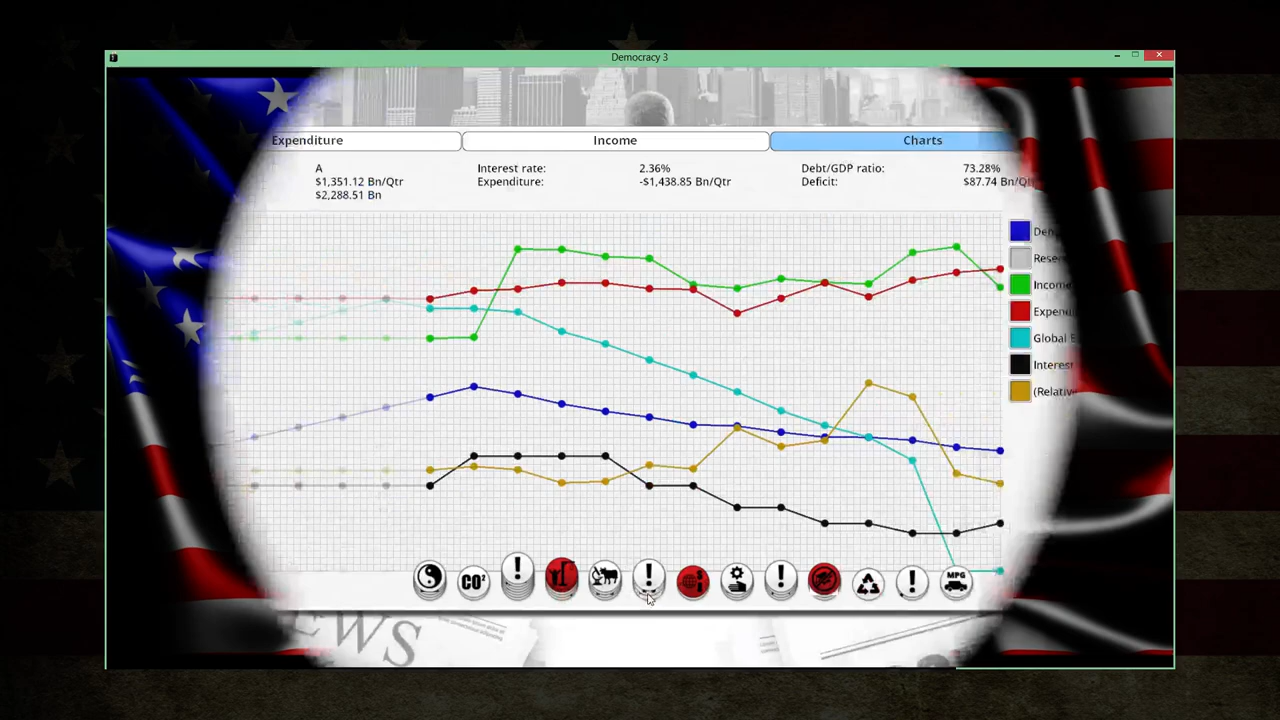 Democracy 3
Expenditure Income Charts
A Interest rate: 2.36% Debt/GDP ratio: 73.28%
$1,351.12 Bn/Qtr Expenditure: -$1,438.85 Bn/Qtr Deficit: $87.74 Bn/Qtr
$2,288.51 Bn
Income
Global
(Relativ
CO²
MPG
EWS